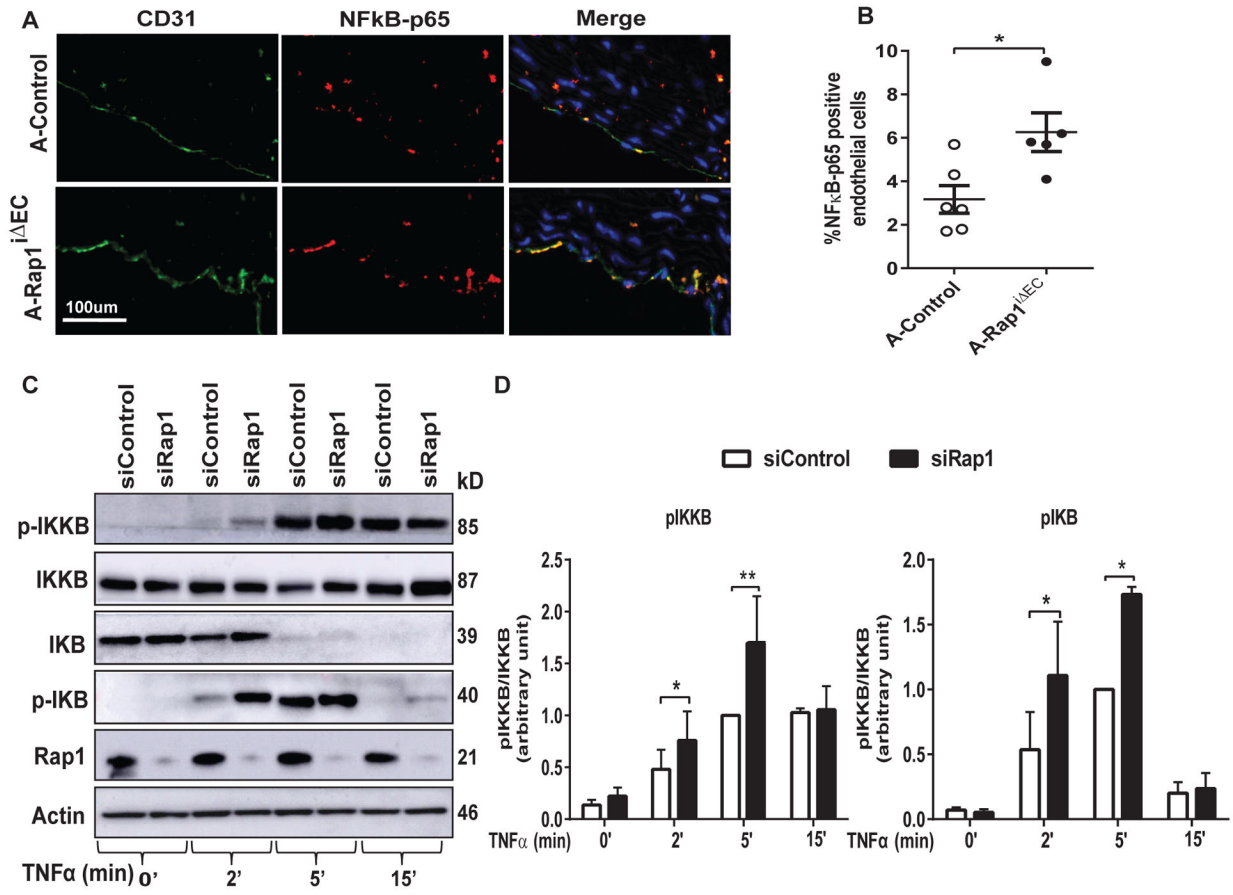 A
CD31 NFkB-p65 Merge
A-Control
A-Rap1iΔEC
100um
B
%NFκB-p65 positive
endothelial cells
10
8
6
4
2
0
*
A-Control A-Rap1iΔEC
C
siControl siRap1 siControl siRap1 siControl siRap1 siControl siRap1
kD
p-IKKB 85
IKKB 87
IKB 39
p-IKB 40
Rap1 21
Actin 46
TNFα (min) 0’ 2’ 5’ 15’
D
siControl siRap1
pIKKB
pIKKB/IKKB
(arbitrary unit)
2.5
2.0
1.5
1.0
0.5
0.0
* **
TNFα (min) 0' 2' 5' 15'
pIKB
pIKKB/IKKB
(arbitrary unit)
2.0
1.5
1.0
0.5
0.0
* *
TNFα (min) 0' 2' 5' 15'